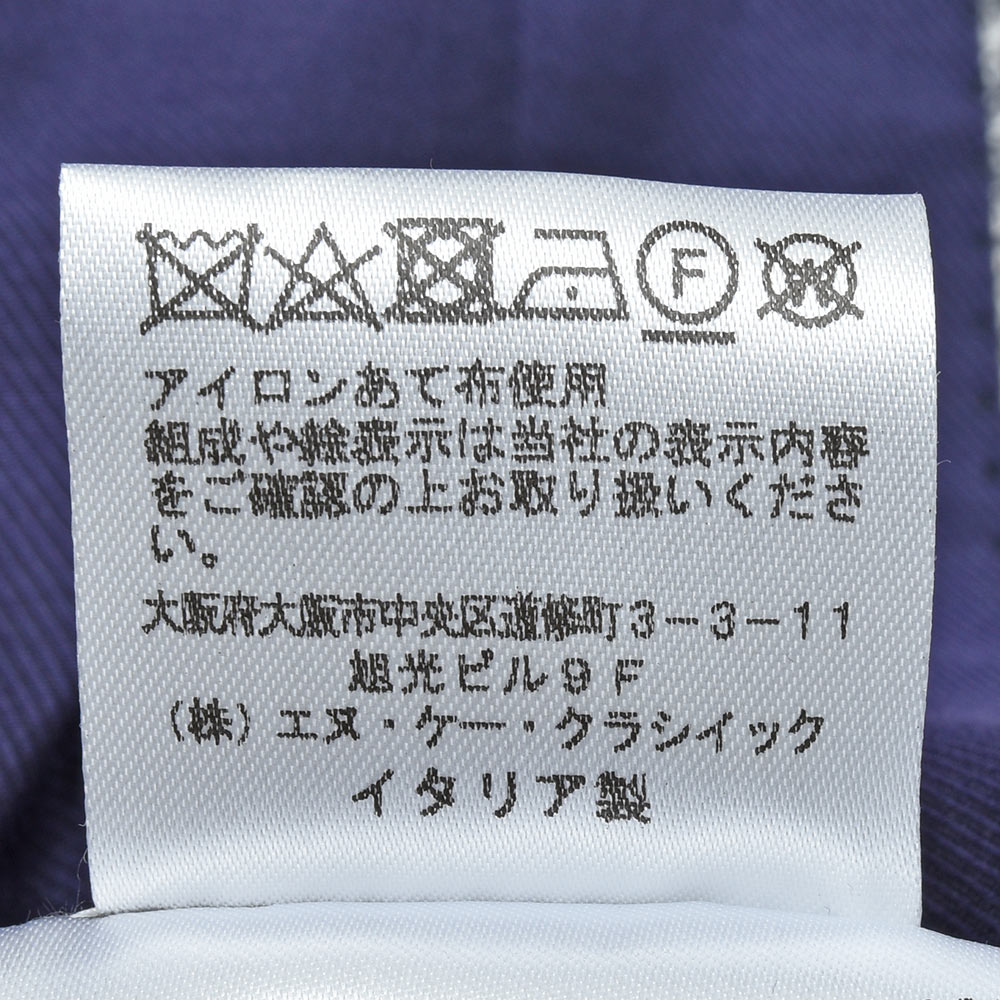 F W
アイロンあて布使用
組成や絵表示は当社の表示内容
をご確認の上お取り扱いくださ
い。
大阪府大阪市中央区道修町3-3-11
旭光ビル9F
(株)エヌ・ケー・クラシイック
イタリア製